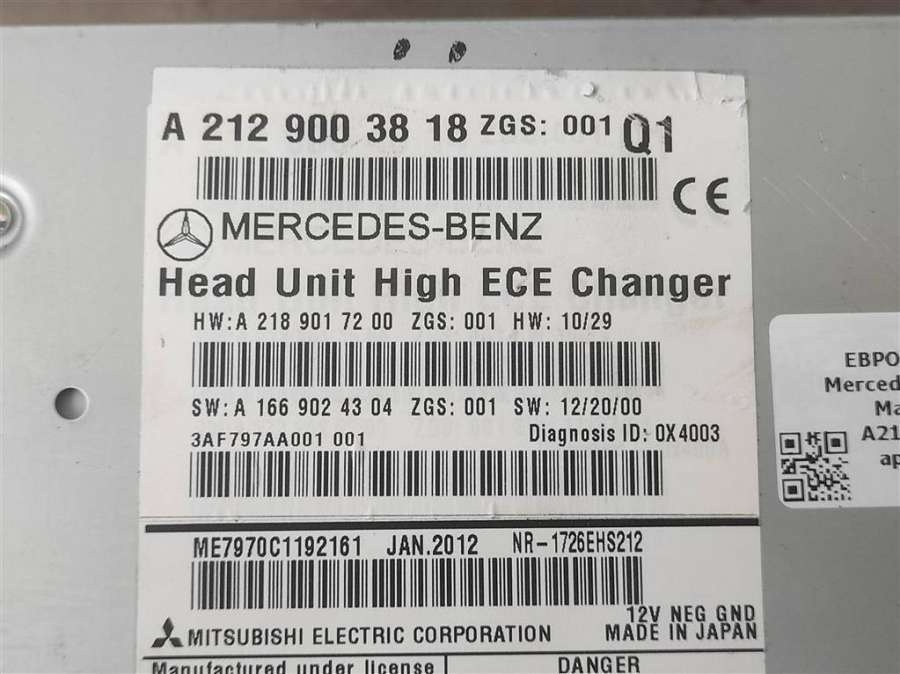 A 212 900 38 18 ZGS: 001 Q1
CE
MERCEDES-BENZ
Head Unit High ECE Changer
HW:A 218 901 72 00 ZGS: 001 HW: 10/29
SW:A 166 902 43 04 ZGS: 001 SW: 12/20/00
3AF797AA001 001 Diagnosis ID: 0X4003
ME7970C1192161 JAN.2012 NR-1726EHS212
12V NEG GND
MITSUBISHI ELECTRIC CORPORATION MADE IN JAPAN
Manufactured under license DANGER
ЕВРО
Merced
Ma
A21
ap